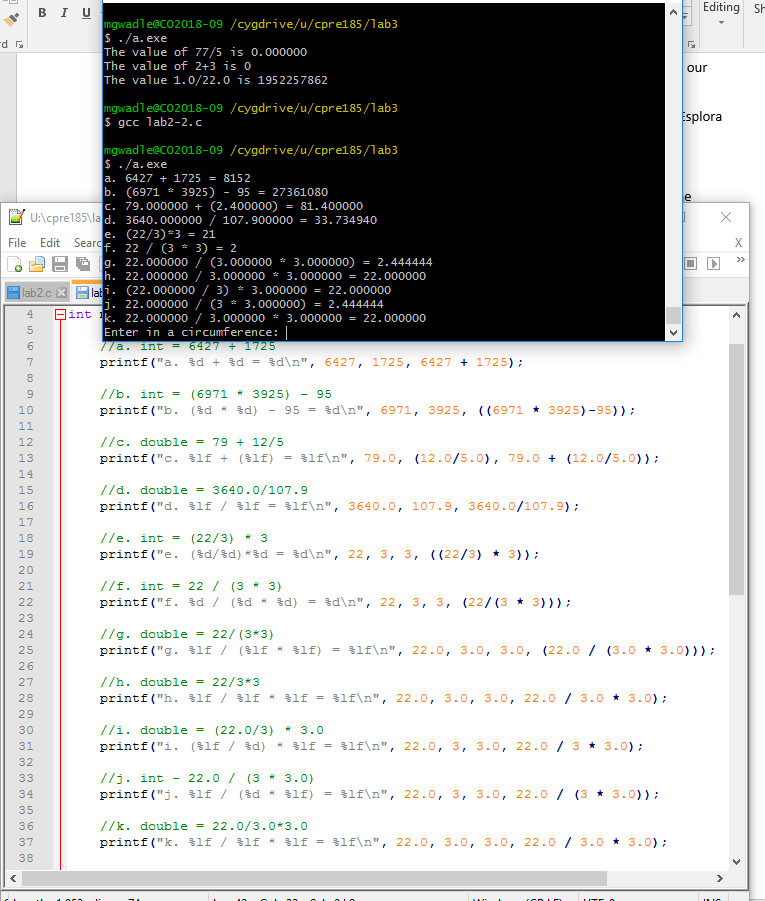 B I U
Editing
mgwadle@CO2018-09 /cygdrive/u/cpre185/lab3
$ ./a.exe
The value of 77/5 is 0.000000
The value of 2+3 is 0
The value 1.0/22.0 is 1952257862
mgwadle@CO2018-09 /cygdrive/u/cpre185/lab3
$ gcc lab2-2.c
mgwadle@CO2018-09 /cygdrive/u/cpre185/lab3
$ ./a.exe
a. 6427 + 1725 = 8152
b. (6971 * 3925) - 95 = 27361080
c. 79.000000 + (2.400000) = 81.400000
d. 3640.000000 / 107.900000 = 33.734940
e. (22/3)*3 = 21
f. 22 / (3 * 3) = 2
g. 22.000000 / (3.000000 * 3.000000) = 2.444444
h. 22.000000 / 3.000000 * 3.000000 = 22.000000
i. (22.000000 / 3) * 3.000000 = 22.000000
j. 22.000000 / (3 * 3.000000) = 2.444444
k. 22.000000 / 3.000000 * 3.000000 = 22.000000
Enter in a circumference:
our
Esplora
U:\cpre185\la
File Edit Searc
X
lab2.c
4 int
5
6 //a. int = 6427 + 1725
7 printf("a. %d + %d = %d\n", 6427, 1725, 6427 + 1725);
8
9 //b. int = (6971 * 3925) - 95
10 printf("b. (%d * %d) - 95 = %d\n", 6971, 3925, ((6971 * 3925)-95));
11
12 //c. double = 79 + 12/5
13 printf("c. %lf + (%lf) = %lf\n", 79.0, (12.0/5.0), 79.0 + (12.0/5.0));
14
15 //d. double = 3640.0/107.9
16 printf("d. %lf / %lf = %lf\n", 3640.0, 107.9, 3640.0/107.9);
17
18 //e. int = (22/3) * 3
19 printf("e. (%d/%d)*%d = %d\n", 22, 3, 3, ((22/3) * 3));
20
21 //f. int = 22 / (3 * 3)
22 printf("f. %d / (%d * %d) = %d\n", 22, 3, 3, (22/(3 * 3)));
23
24 //g. double = 22/(3*3)
25 printf("g. %lf / (%lf * %lf) = %lf\n", 22.0, 3.0, 3.0, (22.0 / (3.0 * 3.0)));
26
27 //h. double = 22/3*3
28 printf("h. %lf / %lf * %lf = %lf\n", 22.0, 3.0, 3.0, 22.0 / 3.0 * 3.0);
29
30 //i. double = (22.0/3) * 3.0
31 printf("i. (%lf / %d) * %lf = %lf\n", 22.0, 3, 3.0, 22.0 / 3 * 3.0);
32
33 //j. int - 22.0 / (3 * 3.0)
34 printf("j. %lf / (%d * %lf) = %lf\n", 22.0, 3, 3.0, 22.0 / (3 * 3.0));
35
36 //k. double = 22.0/3.0*3.0
37 printf("k. %lf / %lf * %lf = %lf\n", 22.0, 3.0, 3.0, 22.0 / 3.0 * 3.0);
38